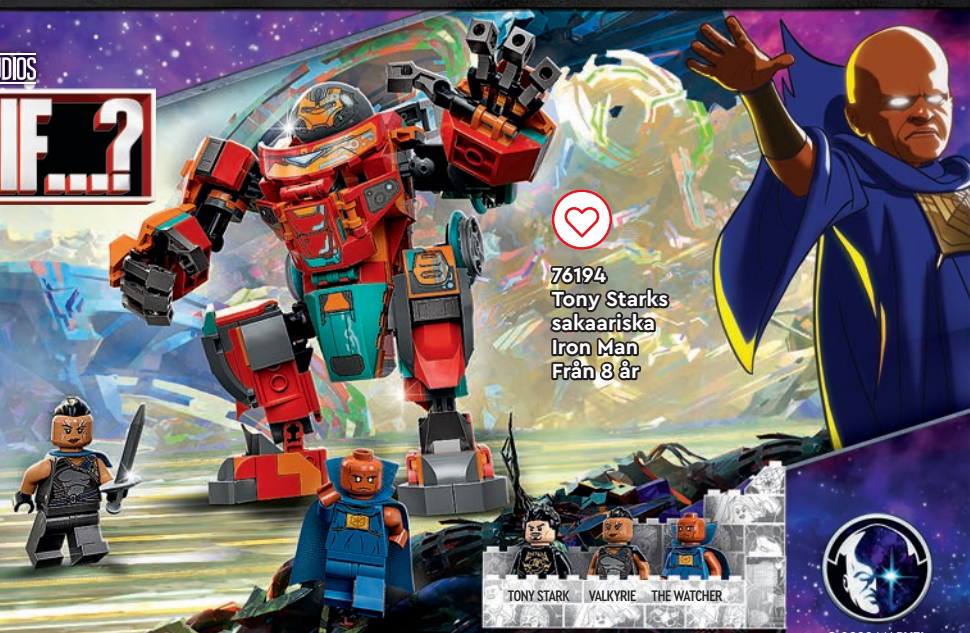 UDIOS
IF...?
76194
Tony Starks
sakaariska
Iron Man
Från 8 år
TONY STARK VALKYRIE THE WATCHER